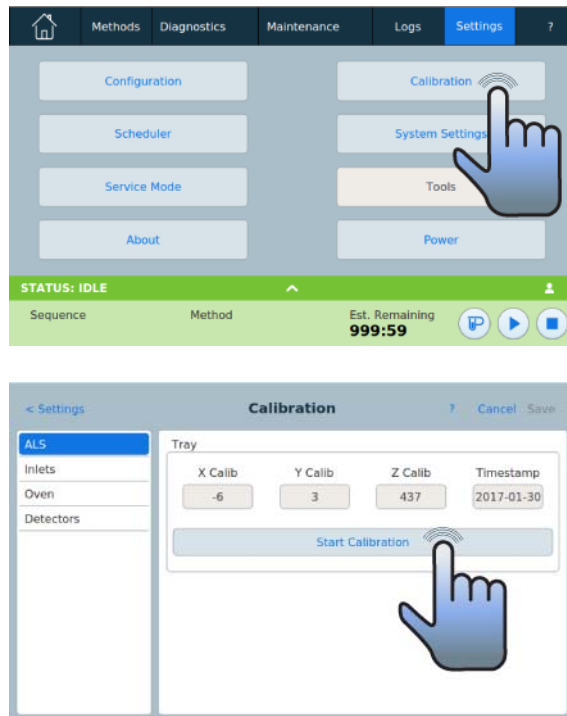 Methods Diagnostics Maintenance Logs Settings ?
Configuration Calibration
Scheduler System Settings
Service Mode Tools
About Power
STATUS: IDLE
Sequence Method Est. Remaining
999:59
< Settings Calibration ? Cancel Save
ALS Tray
Inlets X Calib Y Calib Z Calib Timestamp
Oven -6 3 437 2017-01-30
Detectors
Start Calibration